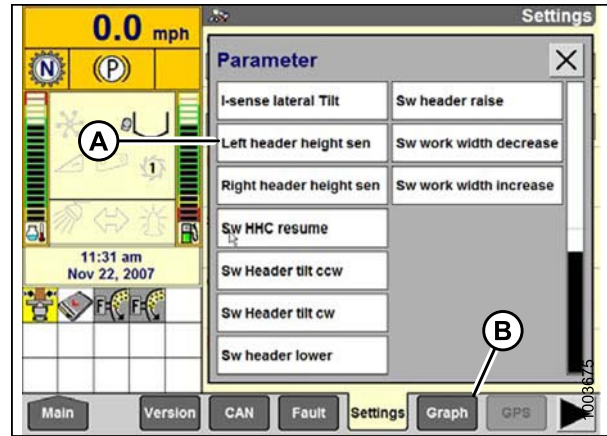 0.0 mph
Settings
N
(P)
Parameter
I-sense lateral Tilt
Sw header raise
A
Left header height sen
Sw work width decrease
1
Right header height sen
Sw work width increase
Sw HHC resume
11:31 am
Nov 22, 2007
Sw Header tilt ccw
F
F
Sw Header tilt cw
B
Sw header lower
1003675
Main
Version
CAN
Fault
Settings
Graph
GPS